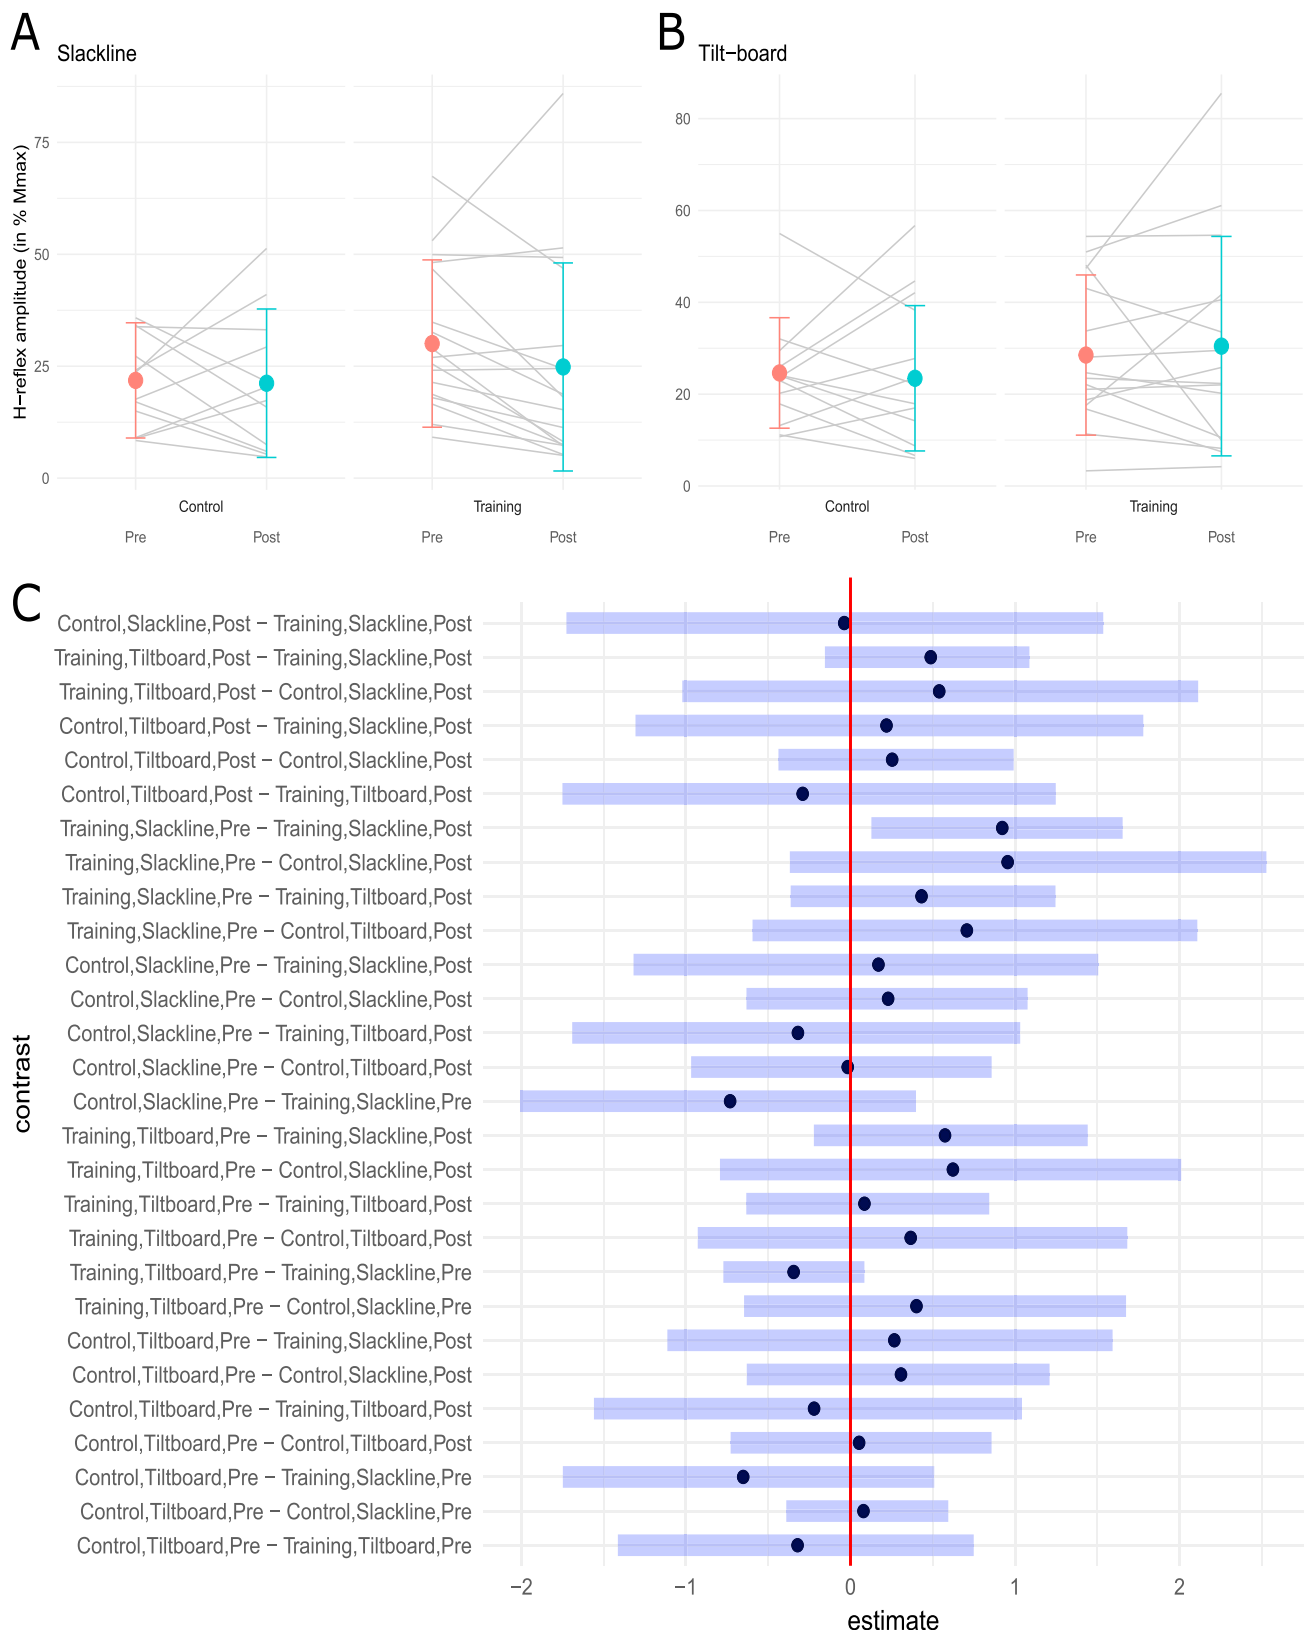 A
Slackline
H−reflex amplitude (in % Mmax)
75
50
25
0
Control
Training
Pre
Post
Pre
Post
B
Tilt−board
80
60
40
20
0
Control
Training
Pre
Post
Pre
Post
C
contrast
Control,Slackline,Post − Training,Slackline,Post
Training,Tiltboard,Post − Training,Slackline,Post
Training,Tiltboard,Post − Control,Slackline,Post
Control,Tiltboard,Post − Training,Slackline,Post
Control,Tiltboard,Post − Control,Slackline,Post
Control,Tiltboard,Post − Training,Tiltboard,Post
Training,Slackline,Pre − Training,Slackline,Post
Training,Slackline,Pre − Control,Slackline,Post
Training,Slackline,Pre − Training,Tiltboard,Post
Training,Slackline,Pre − Control,Tiltboard,Post
Control,Slackline,Pre − Training,Slackline,Post
Control,Slackline,Pre − Control,Slackline,Post
Control,Slackline,Pre − Training,Tiltboard,Post
Control,Slackline,Pre − Control,Tiltboard,Post
Control,Slackline,Pre − Training,Slackline,Pre
Training,Tiltboard,Pre − Training,Slackline,Post
Training,Tiltboard,Pre − Control,Slackline,Post
Training,Tiltboard,Pre − Training,Tiltboard,Post
Training,Tiltboard,Pre − Control,Tiltboard,Post
Training,Tiltboard,Pre − Training,Slackline,Pre
Training,Tiltboard,Pre − Control,Slackline,Pre
Control,Tiltboard,Pre − Training,Slackline,Post
Control,Tiltboard,Pre − Control,Slackline,Post
Control,Tiltboard,Pre − Training,Tiltboard,Post
Control,Tiltboard,Pre − Control,Tiltboard,Post
Control,Tiltboard,Pre − Training,Slackline,Pre
Control,Tiltboard,Pre − Control,Slackline,Pre
Control,Tiltboard,Pre − Training,Tiltboard,Pre
−2
−1
0
1
2
estimate